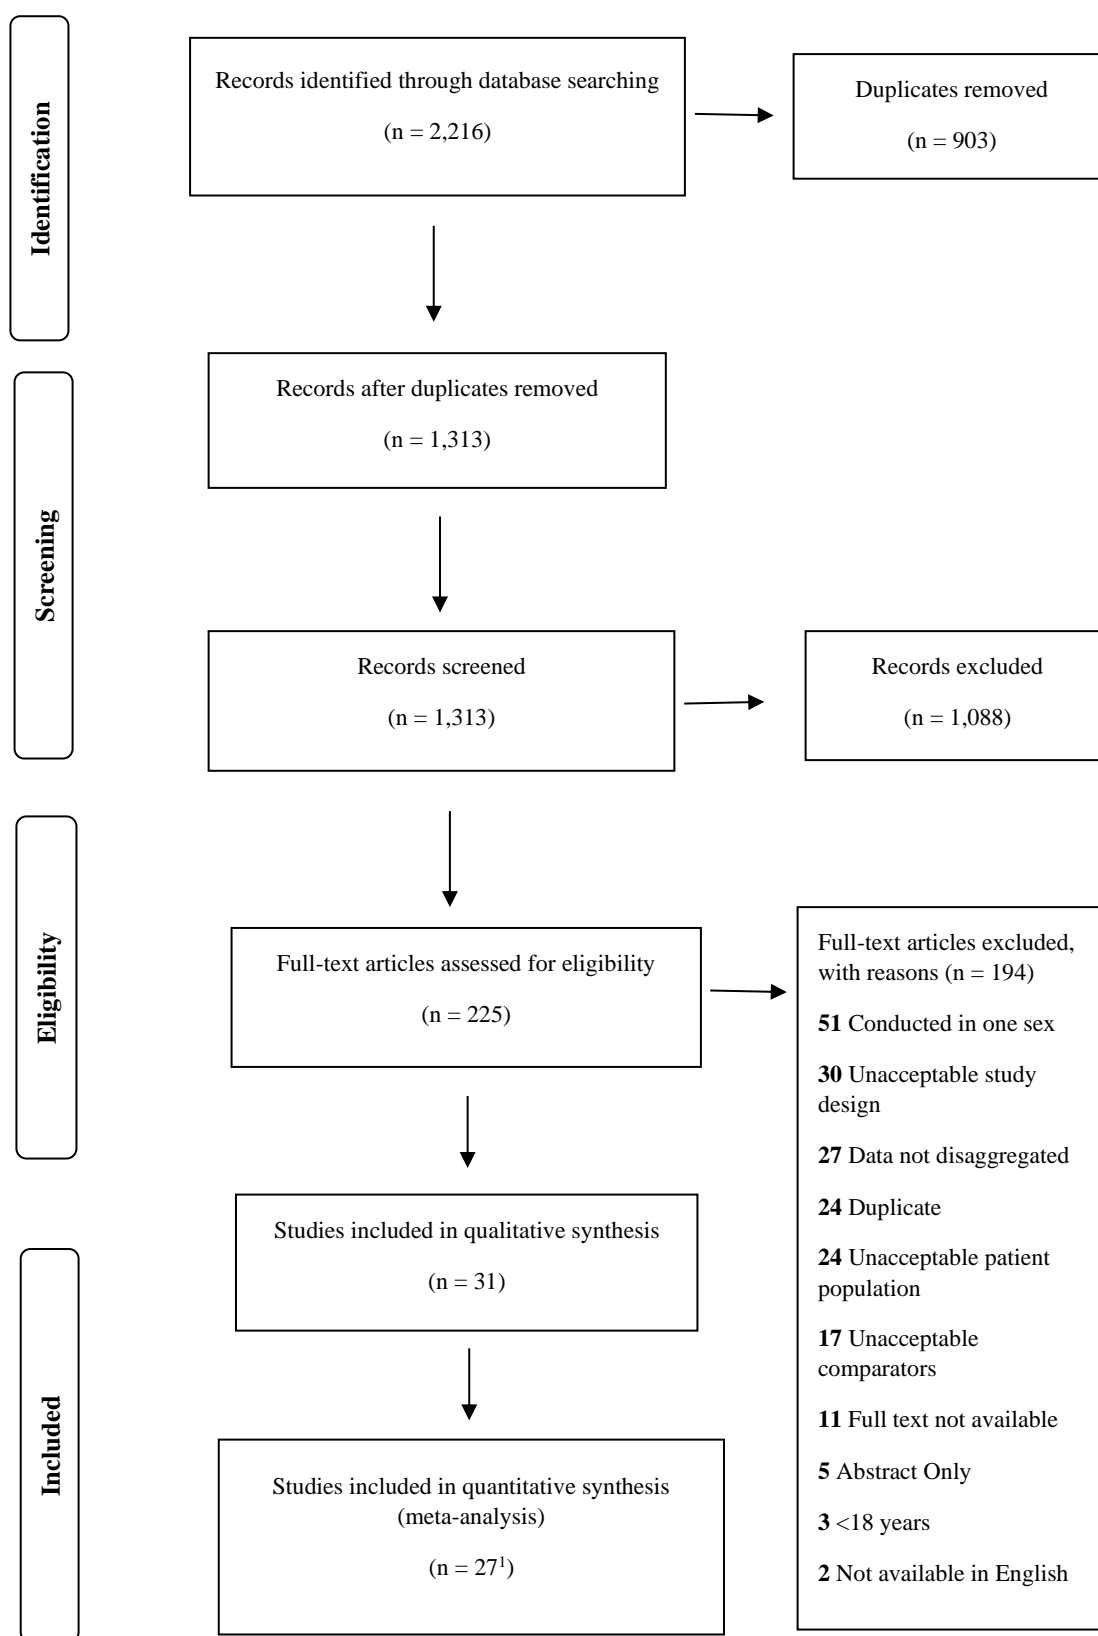 Identification
Records identified through database searching
(n = 2,216)
Duplicates removed
(n = 903)
Records after duplicates removed
(n = 1,313)
Screening
Records screened
(n = 1,313)
Records excluded
(n = 1,088)
Eligibility
Full-text articles assessed for eligibility
(n = 225)
Full-text articles excluded,
with reasons (n = 194)
51 Conducted in one sex
30 Unacceptable study
design
27 Data not disaggregated
24 Duplicate
24 Unacceptable patient
population
17 Unacceptable
comparators
11 Full text not available
5 Abstract Only
3 <18 years
2 Not available in English
Included
Studies included in qualitative synthesis
(n = 31)
Studies included in quantitative synthesis
(meta-analysis)
(n = 27¹)